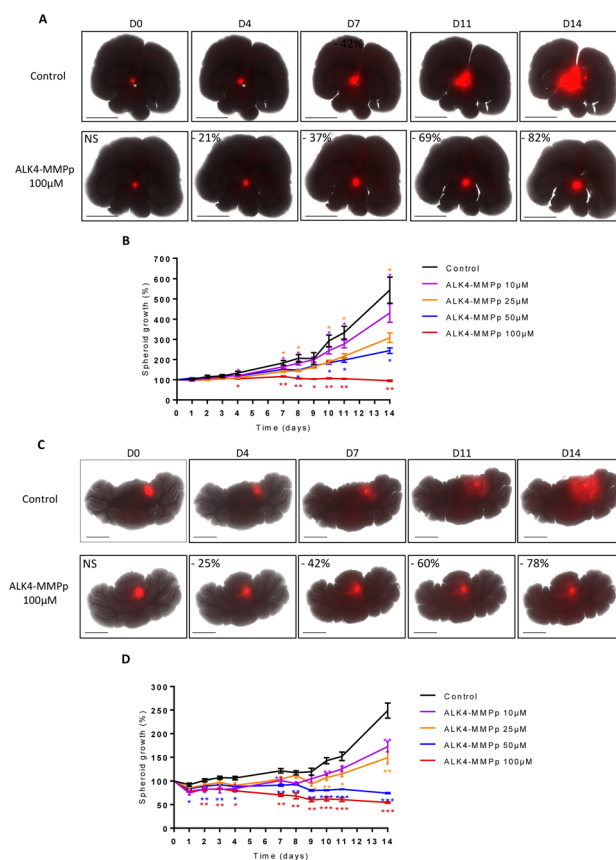 A
D0 D4 D7 D11 D14
Control
- 42%
ALK4-MMPp
100µM
NS - 21% - 37% - 69% - 82%
B
Spheroid growth (%)
700
600
500
400
300
200
100
0
0 1 2 3 4 5 6 7 8 9 10 11 12 13 14
Time (days)
Control
ALK4-MMPp 10µM
ALK4-MMPp 25µM
ALK4-MMPp 50µM
ALK4-MMPp 100µM
C
D0 D4 D7 D11 D14
Control
ALK4-MMPp
100µM
NS - 25% - 42% - 60% - 78%
D
Spheroid growth (%)
300
250
200
150
100
50
0
0 1 2 3 4 5 6 7 8 9 10 11 12 13 14
Time (days)
Control
ALK4-MMPp 10µM
ALK4-MMPp 25µM
ALK4-MMPp 50µM
ALK4-MMPp 100µM